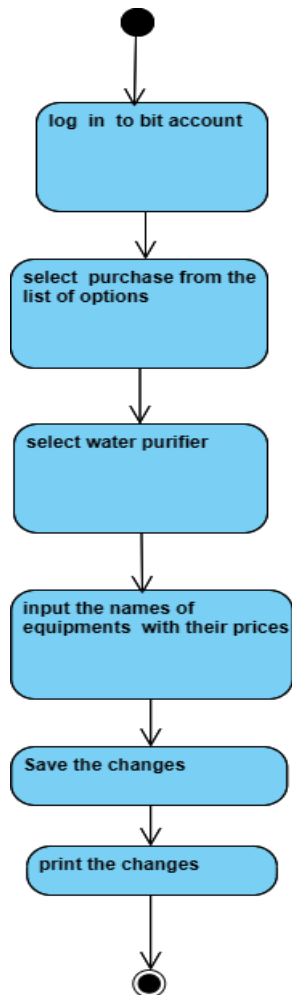 log in to bit account
select purchase from the
list of options
select water purifier
input the names of
equipments with their prices
Save the changes
print the changes